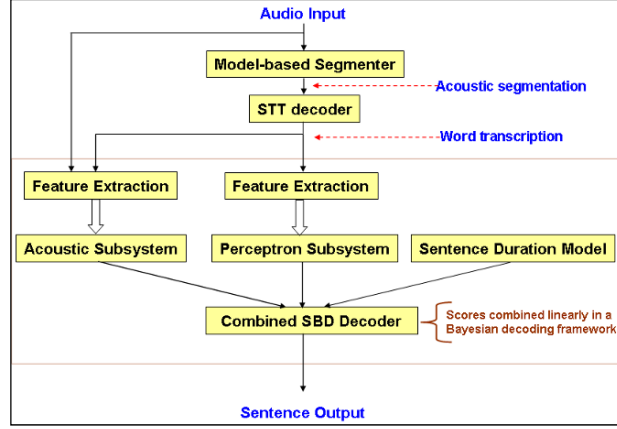 Audio Input
Model-based Segmenter
Acoustic segmentation
STT decoder
Word transcription
Feature Extraction
Feature Extraction
Acoustic Subsystem
Perceptron Subsystem
Sentence Duration Model
Combined SBD Decoder
Scores combined linearly in a
Bayesian decoding framework
Sentence Output